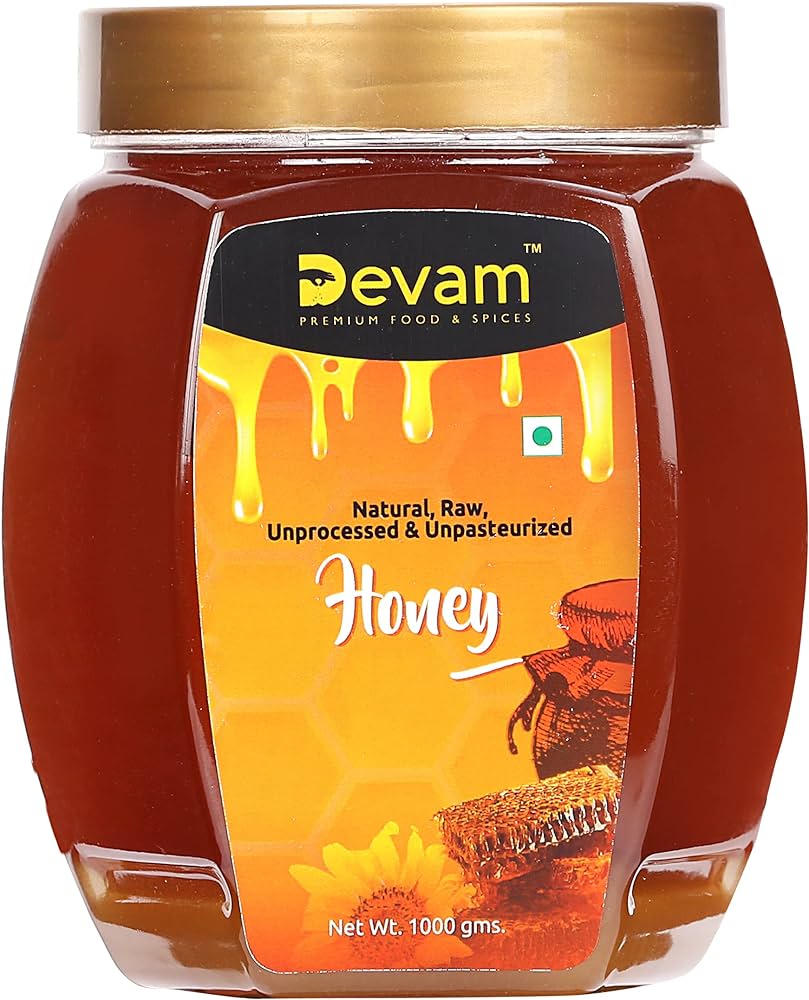 Devam™
PREMIUM FOOD & SPICES
Natural, Raw,
Unprocessed & Unpasteurized
Honey
Net Wt. 1000 gms.